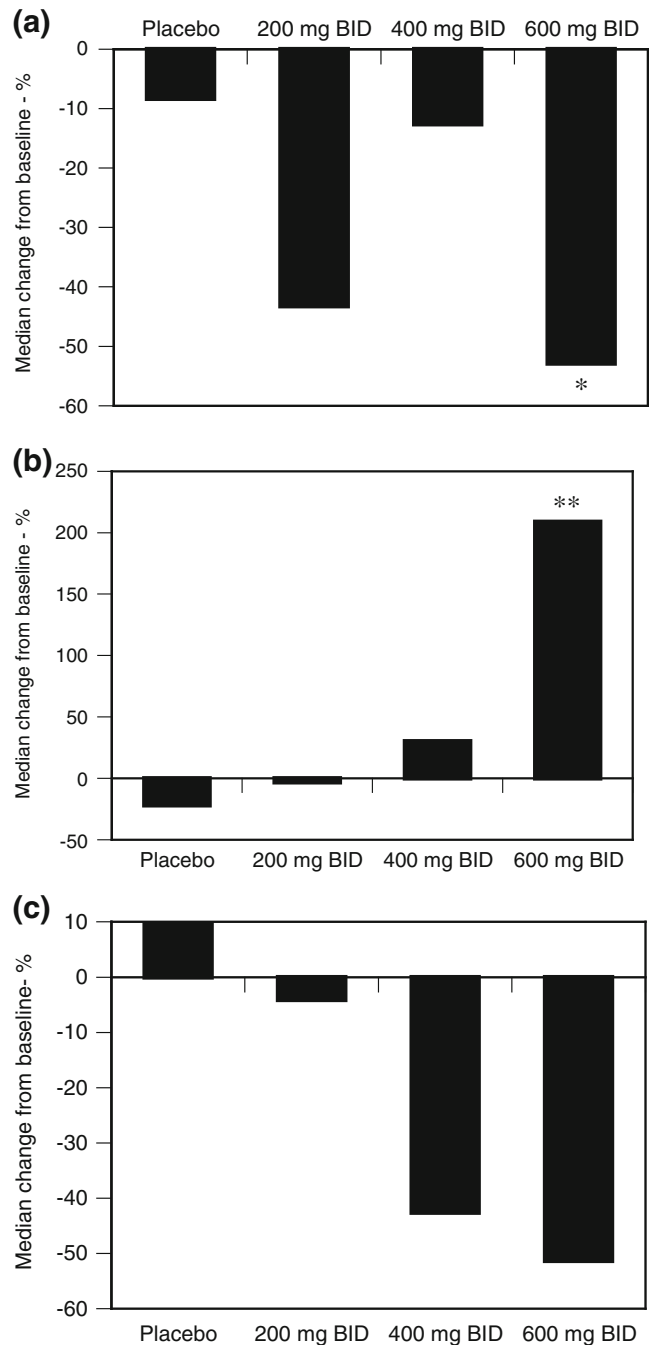 (a)
Placebo 200 mg BID 400 mg BID 600 mg BID
0
-10
-20
-30
-40
-50
-60
Median change from baseline - %
*
(b)
250
200
150
100
50
0
-50
Median change from baseline - %
**
Placebo 200 mg BID 400 mg BID 600 mg BID
(c)
10
0
-10
-20
-30
-40
-50
-60
Median change from baseline- %
Placebo 200 mg BID 400 mg BID 600 mg BID